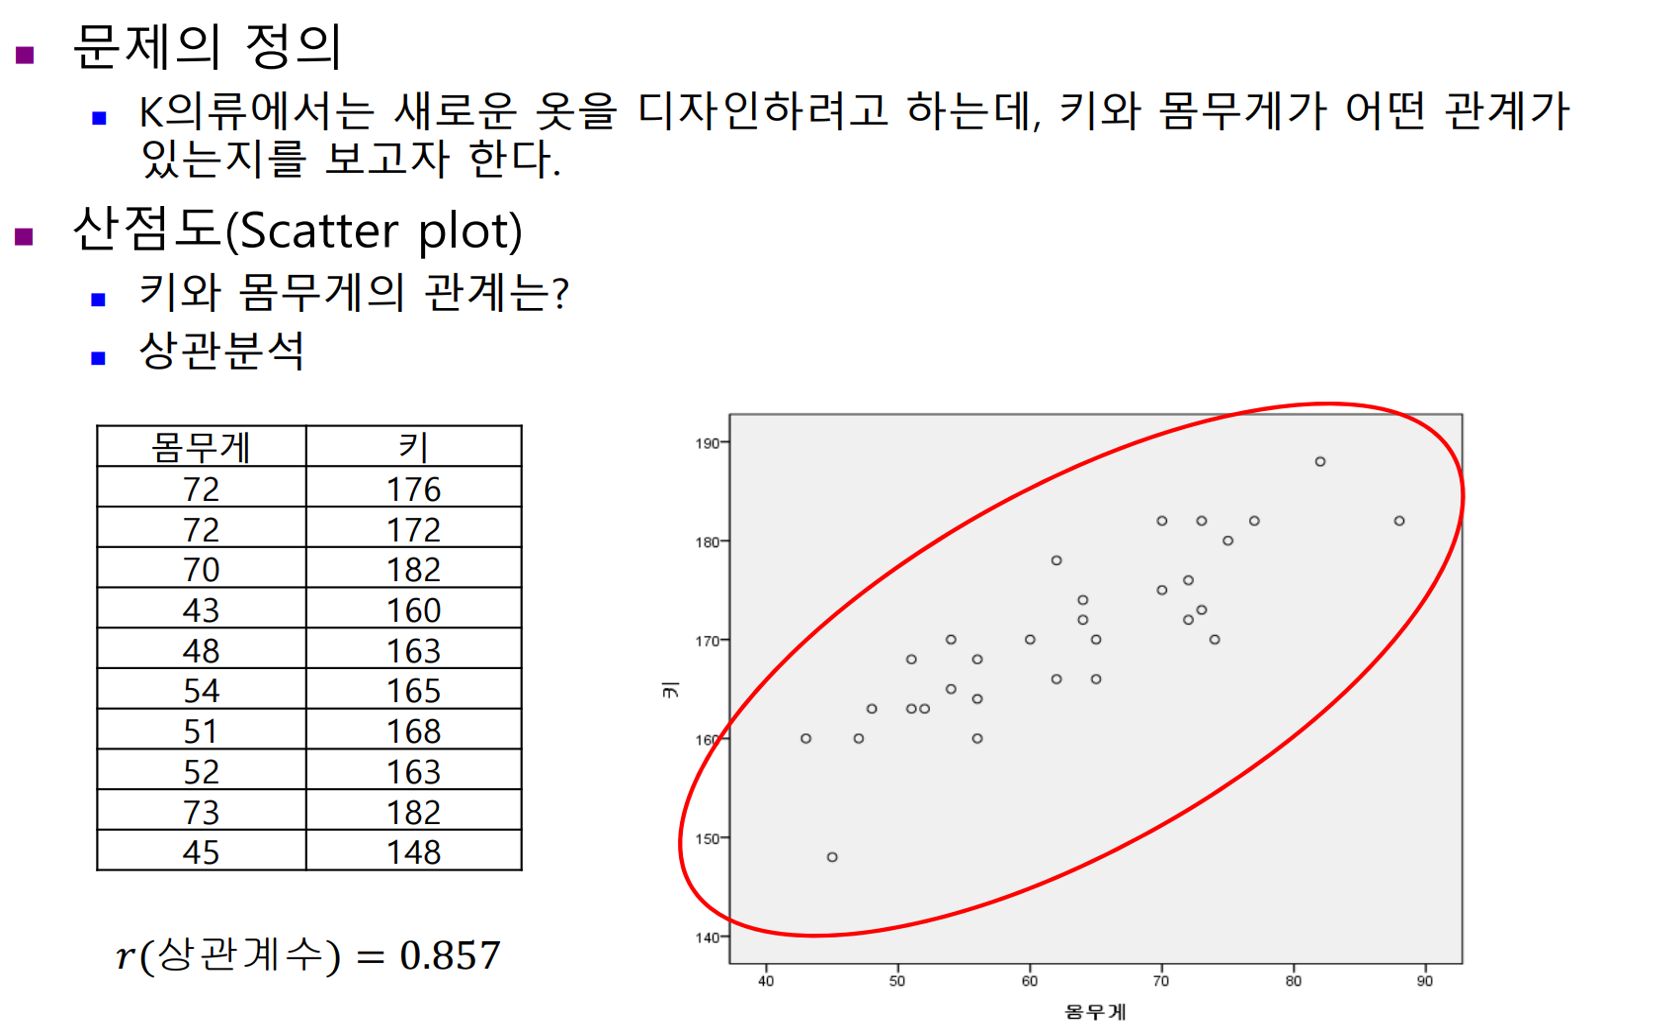 문제의 정의
K의류에서는 새로운 옷을 디자인하려고 하는데, 키와 몸무게가 어떤 관계가
있는지를 보고자 한다.
산점도(Scatter plot)
키와 몸무게의 관계는?
상관분석
몸무게 키
72 176
72 172
70 182
43 160
48 163
54 165
51 168
52 163
73 182
45 148
r(상관계수) = 0.857
190
180
170
160
150
140
키
40 50 60 70 80 90
몸무게